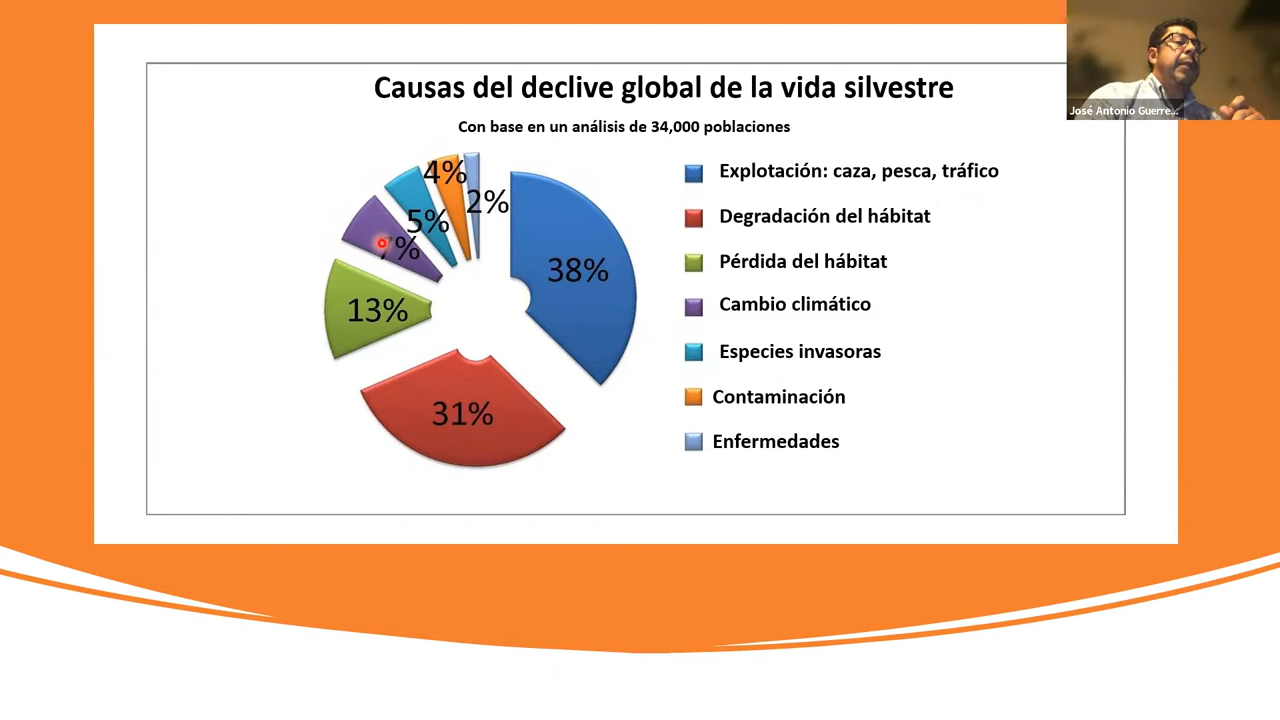 José Antonio Guerre...
Causas del declive global de la vida silvestre
Con base en un análisis de 34,000 poblaciones
4%
2%
5%
7%
38%
13%
31%
Explotación: caza, pesca, tráfico
Degradación del hábitat
Pérdida del hábitat
Cambio climático
Especies invasoras
Contaminación
Enfermedades